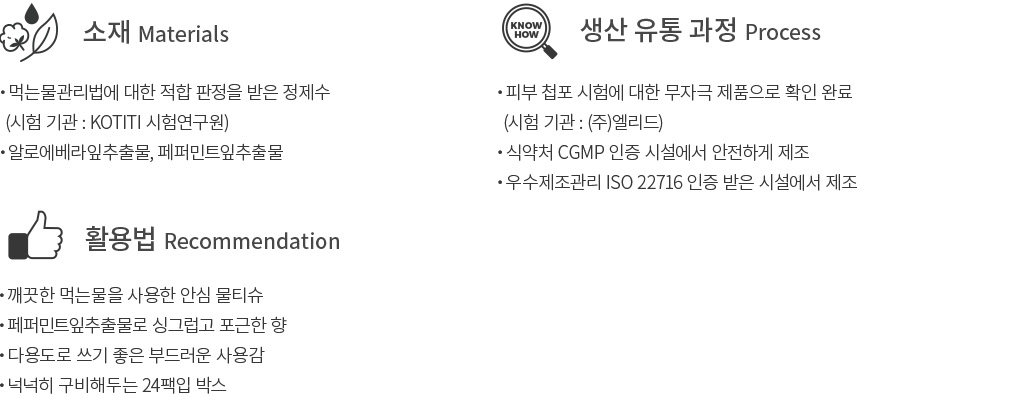 소재 Materials
• 먹는물관리법에 대한 적합 판정을 받은 정제수
(시험 기관 : KOTITI 시험연구원)
• 알로에베라잎추출물, 페퍼민트잎추출물
KNOW
HOW
생산 유통 과정 Process
• 피부 첩포 시험에 대한 무자극 제품으로 확인 완료
(시험 기관 : (주)엘리드)
• 식약처 CGMP 인증 시설에서 안전하게 제조
• 우수제조관리 ISO 22716 인증 받은 시설에서 제조
활용법 Recommendation
• 깨끗한 먹는물을 사용한 안심 물티슈
• 페퍼민트잎추출물로 싱그럽고 포근한 향
• 다용도로 쓰기 좋은 부드러운 사용감
• 넉넉히 구비해두는 24팩입 박스